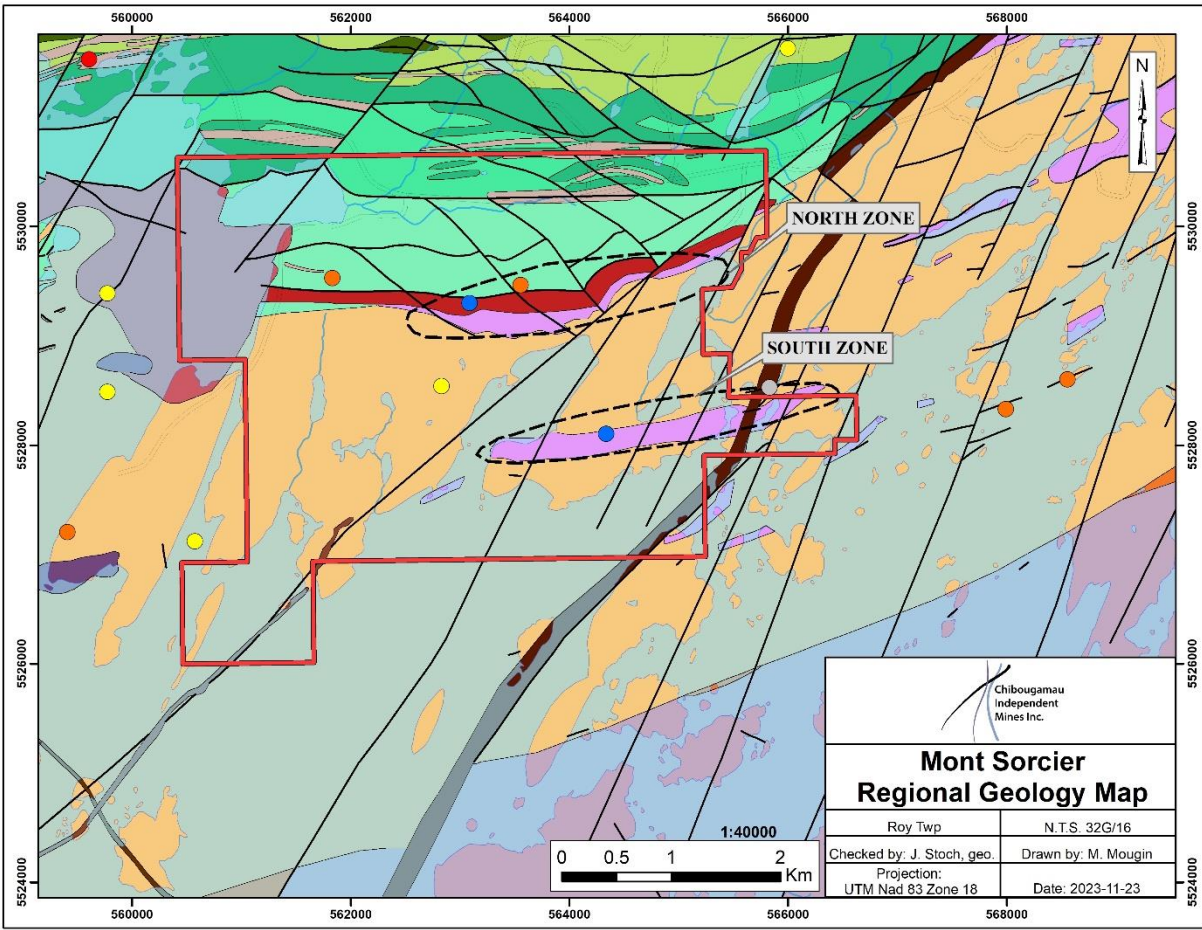 560000 562000 564000 566000 568000
N
5530000 5530000
NORTH ZONE
SOUTH ZONE
5528000 5528000
5526000 5526000
Chibougamau
Independent
Mines Inc.
Mont Sorcier
Regional Geology Map
Roy Twp N.T.S. 32G/16
Checked by: J. Stoch, geo. Drawn by: M. Mougin
Projection:
UTM Nad 83 Zone 18 Date: 2023-11-23
1:40000
0 0.5 1 2
Km
5524000 5524000
560000 562000 564000 566000 568000